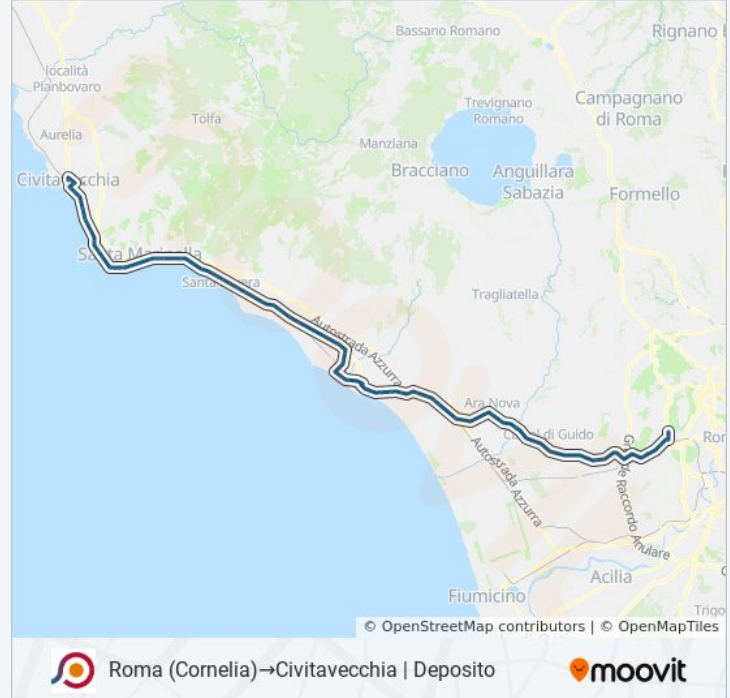 Bassano Romano
Rignano
località
Pianbovaro
Trevignano
Romano
Campagnano
di Roma
Tolfa
Aurelia
Manziana
Bracciano
Anguillara
Sabazia
Civitavecchia
Formello
Santa Marinella
Santa Severa
Tragliatella
Autostrada Azzurra
Ara Nova
Castel di Guido
Rom
Autostrada Azzurra
Grande Raccordo Anulare
Acilia
Fiumicino
Trigo
© OpenStreetMap contributors | © OpenMapTiles
Roma (Cornelia)→Civitavecchia | Deposito
moovit